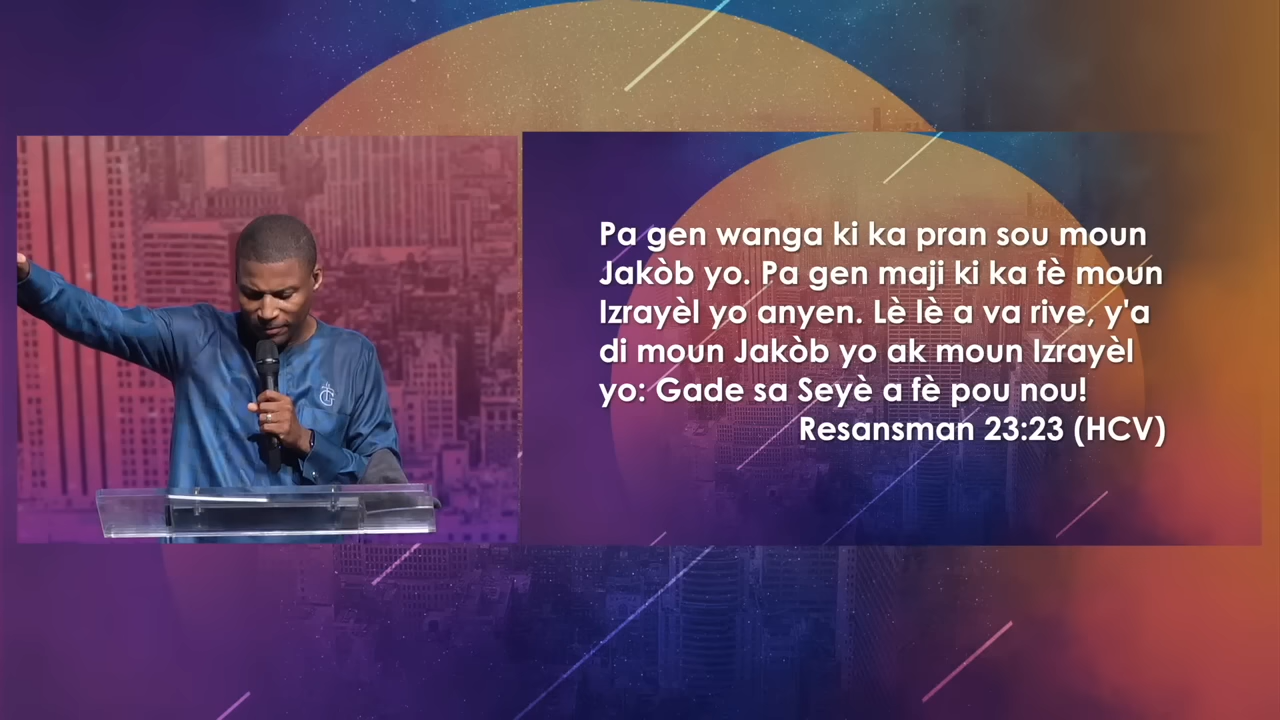 Pa gen wanga ki ka pran sou moun
Jakòb yo. Pa gen maji ki ka fè moun
Izrayèl yo anyen. Lè lè a va rive, y'a
di moun Jakòb yo ak moun Izrayèl
yo: Gade sa Seyè a fè pou nou!
Resansman 23:23 (HCV)